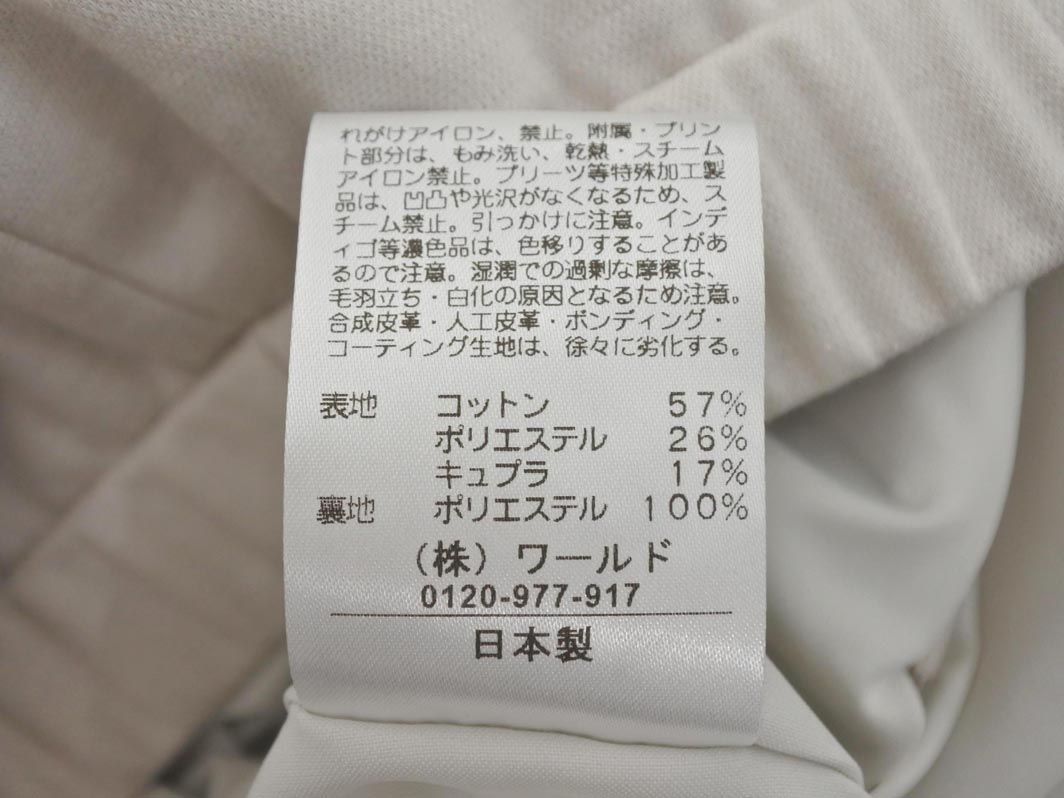 れがけアイロン、禁止。附属・プリン
ト部分は、もみ洗い、乾熱・スチーム
アイロン禁止。プリーツ等特殊加工製
品は、凹凸や光沢がなくなるため、ス
チーム禁止。引っかけに注意。インデ
ィゴ等濃色品は、色移りすることがあ
るので注意。湿潤での過剰な摩擦は、
毛羽立ち・白化の原因となるため注意。
合成皮革・人工皮革・ボンディング・
コーティング生地は、徐々に劣化する。
表地 コットン 57%
ポリエステル 26%
キュプラ 17%
裏地 ポリエステル 100%
(株)ワールド
0120-977-917
日本製